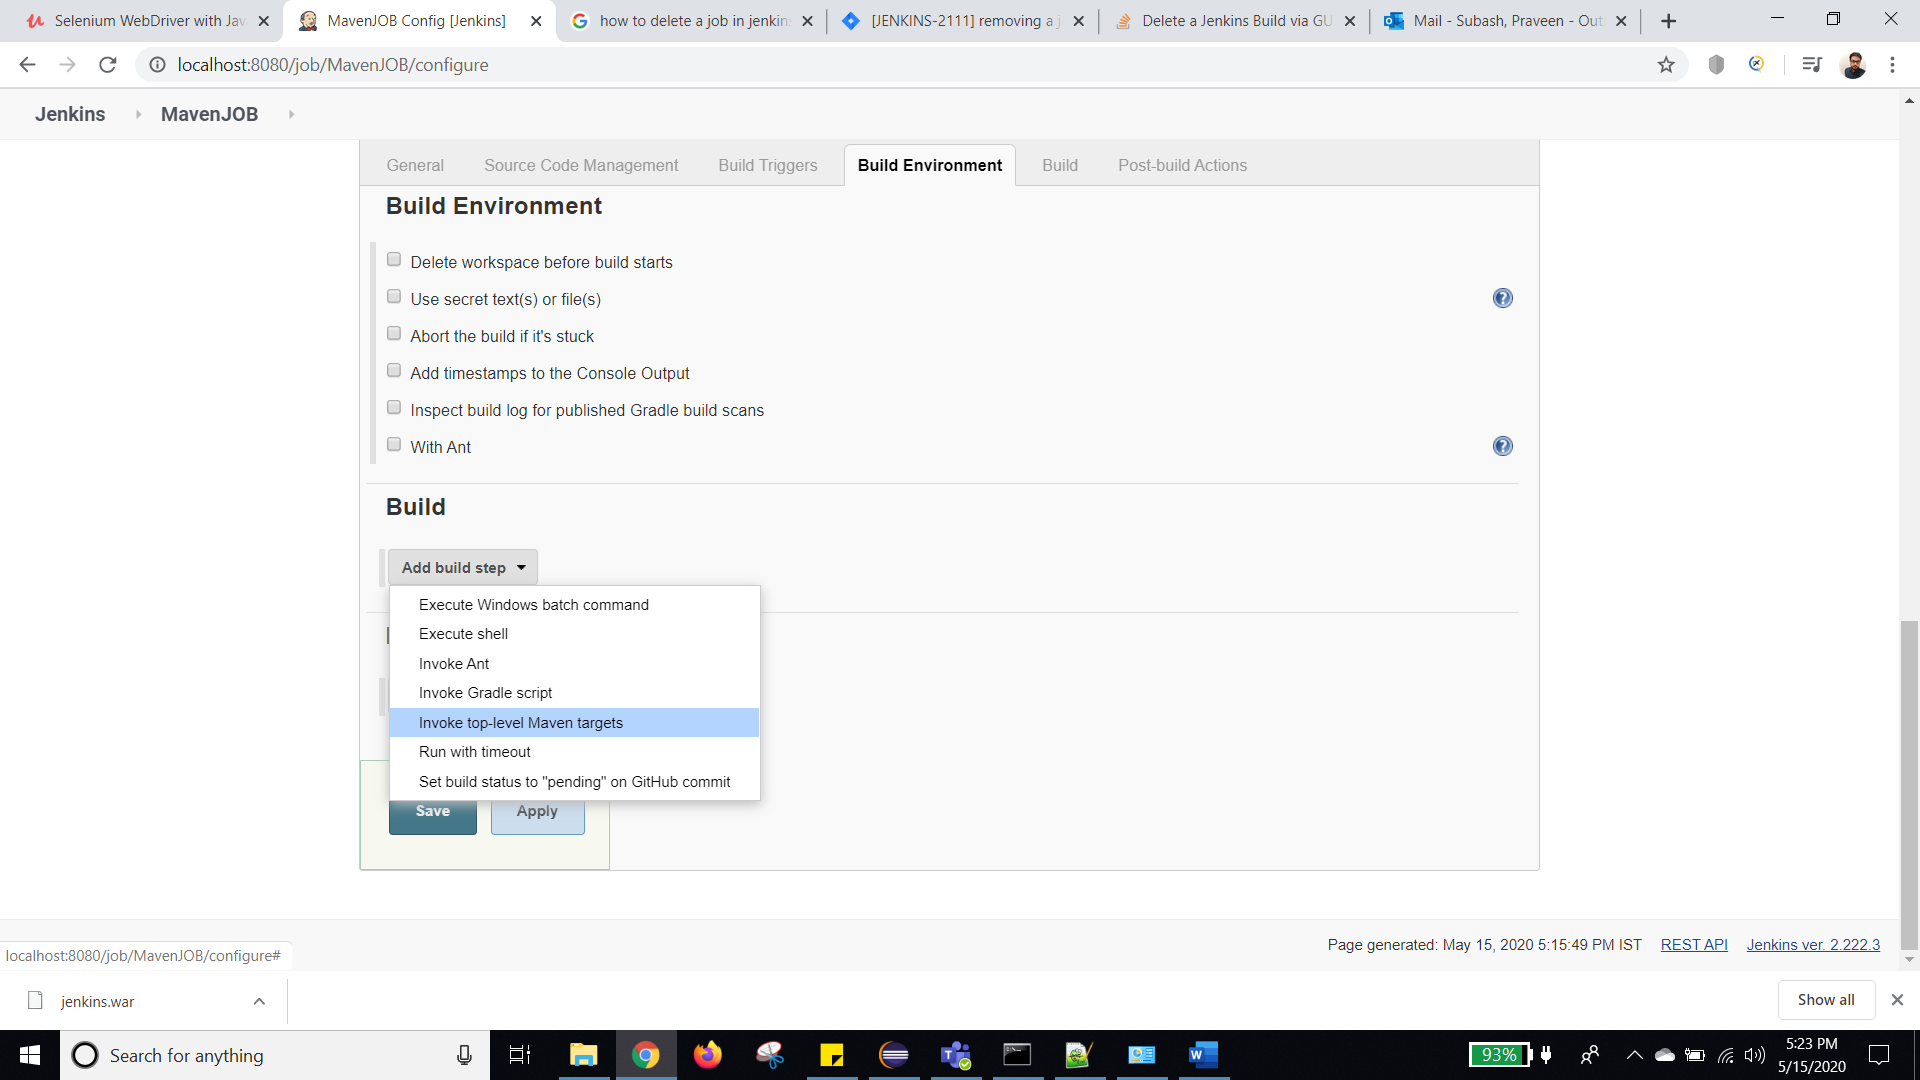 Selenium WebDriver with Jav
MavenJOB Config [Jenkins]
how to delete a job in jenkin
[JENKINS-2111] removing a j
Delete a Jenkins Build via GU
Mail - Subash, Praveen - Out
localhost:8080/job/MavenJOB/configure
Jenkins
MavenJOB
General
Source Code Management
Build Triggers
Build Environment
Build
Post-build Actions
Build Environment
Delete workspace before build starts
Use secret text(s) or file(s)
Abort the build if it's stuck
Add timestamps to the Console Output
Inspect build log for published Gradle build scans
With Ant
Build
Add build step
Execute Windows batch command
Execute shell
Invoke Ant
Invoke Gradle script
Invoke top-level Maven targets
Run with timeout
Set build status to "pending" on GitHub commit
Save
Apply
Page generated: May 15, 2020 5:15:49 PM IST
REST API
Jenkins ver. 2.222.3
localhost:8080/job/MavenJOB/configure#
jenkins.war
Show all
Search for anything
93%
5:23 PM
5/15/2020